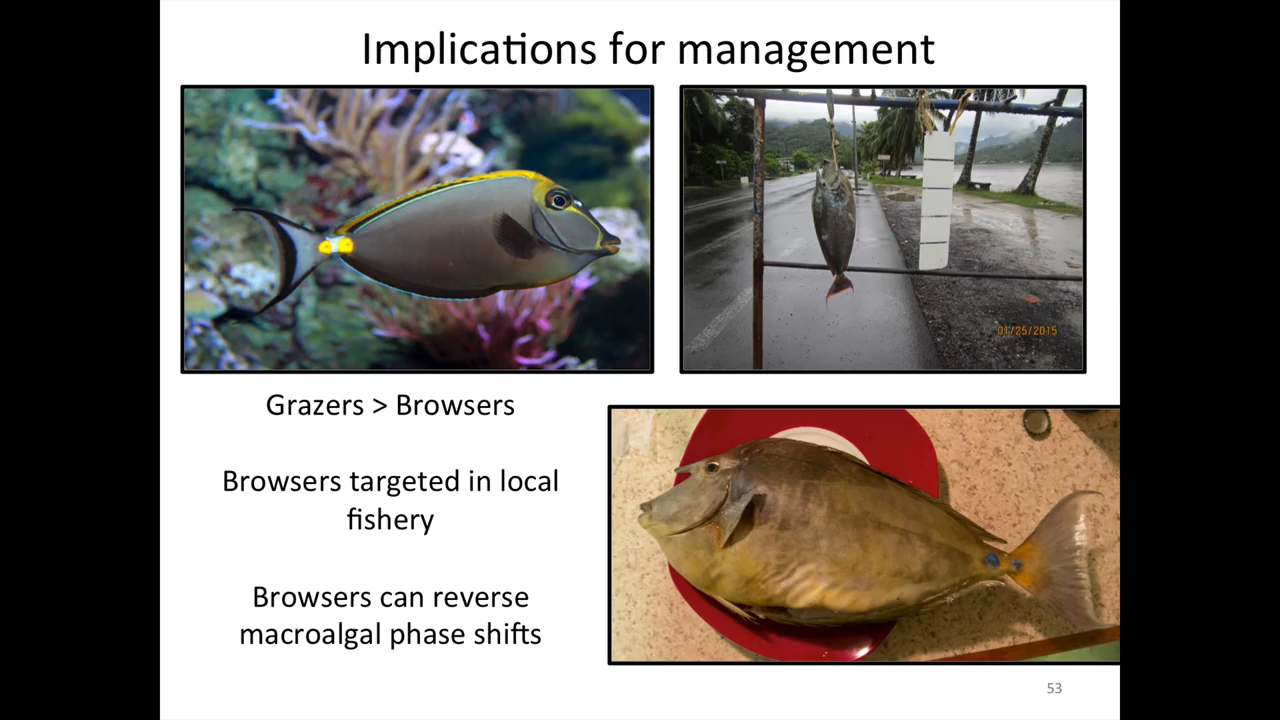 Implications for management
01/25/2015
Grazers > Browsers
Browsers targeted in local
fishery
Browsers can reverse
macroalgal phase shifts
53